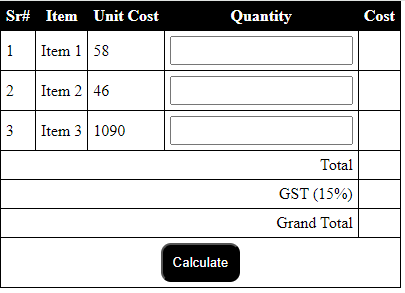 Sr# Item Unit Cost Quantity Cost
1 Item 1 58
2 Item 2 46
3 Item 3 1090
Total
GST (15%)
Grand Total
Calculate